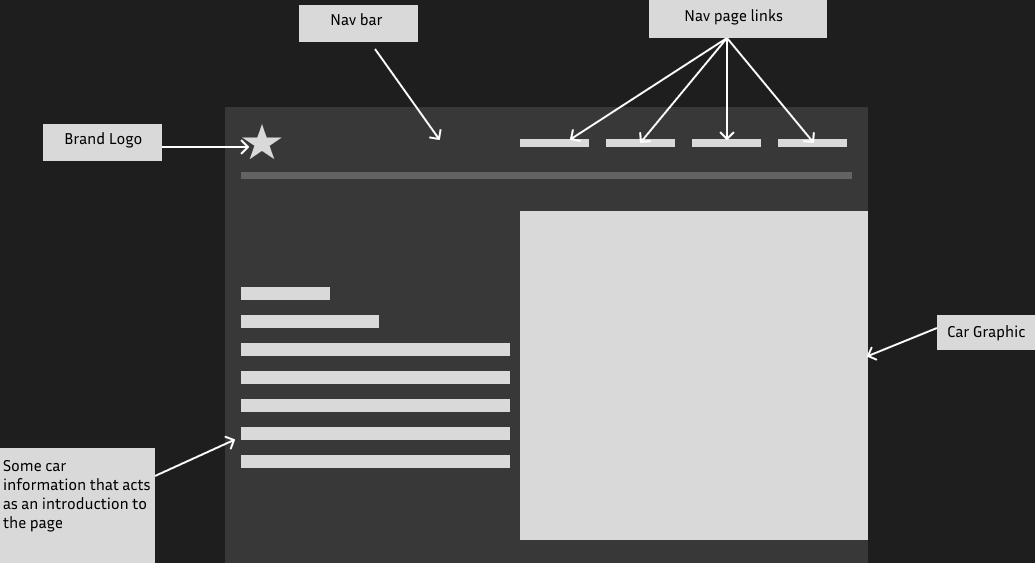 Nav bar
Nav page links
Brand Logo
Car Graphic
Some car
information that acts
as an introduction to
the page